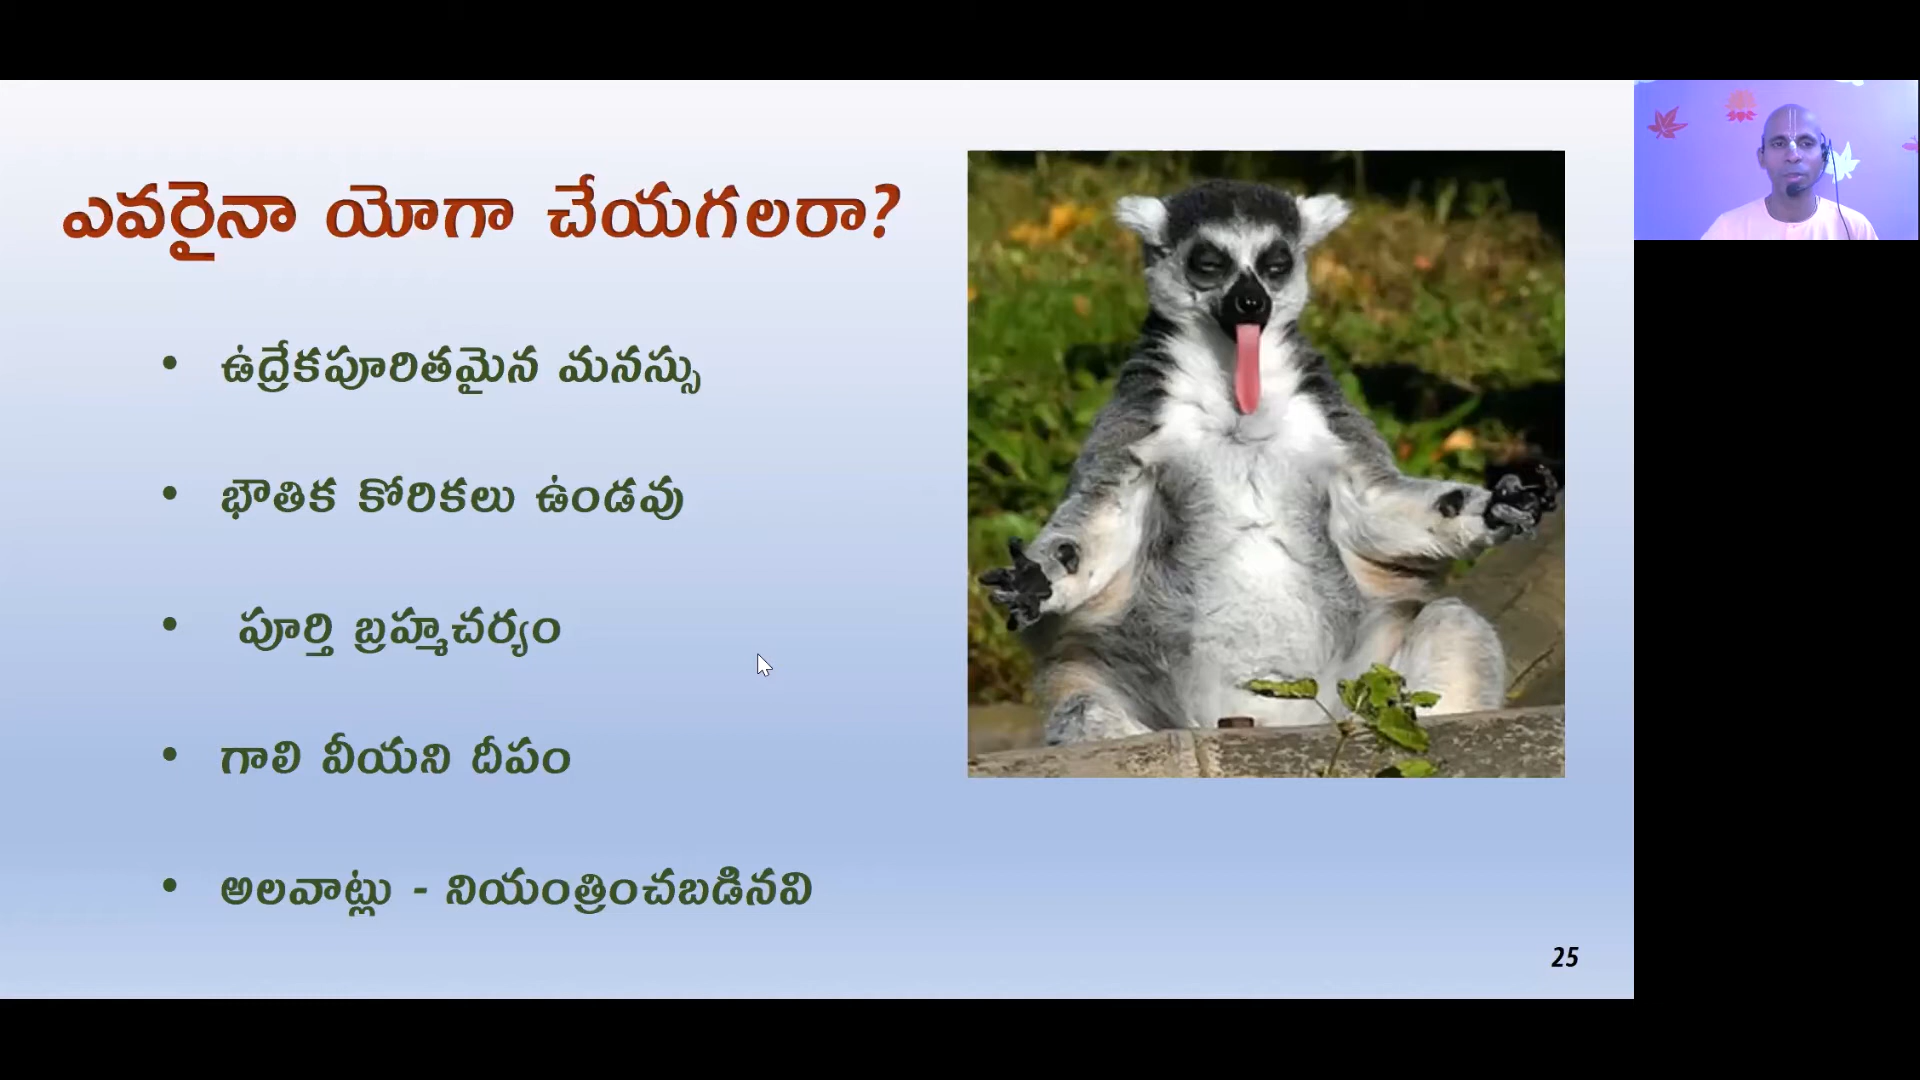 ఎవరైనా యోగా చేయగలరా?
• ఉద్రేకపూరితమైన మనస్సు
• భౌతిక కోరికలు ఉండవు
• పూర్తి బ్రహ్మచర్యం
• గాలి వీయని దీపం
• అలవాట్లు - నియంత్రించబడినవి
25